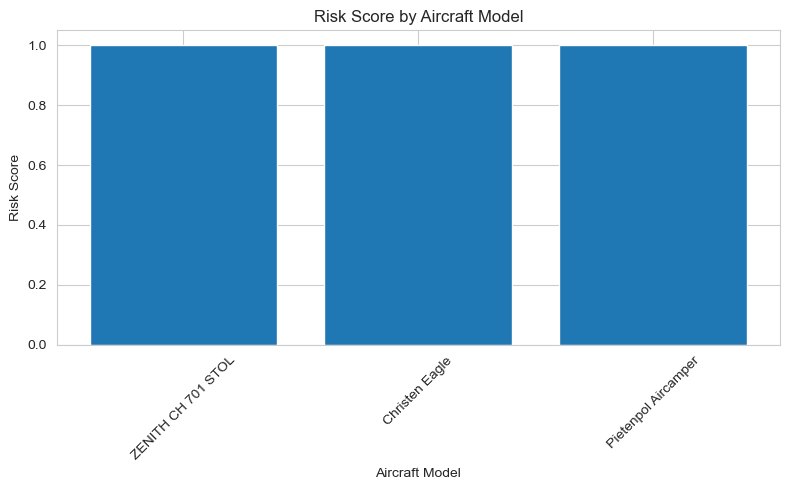 Risk Score by Aircraft Model
Risk Score
1.0
0.8
0.6
0.4
0.2
0.0
ZENITH CH 701 STOL
Christen Eagle
Pietenpol Aircamper
Aircraft Model